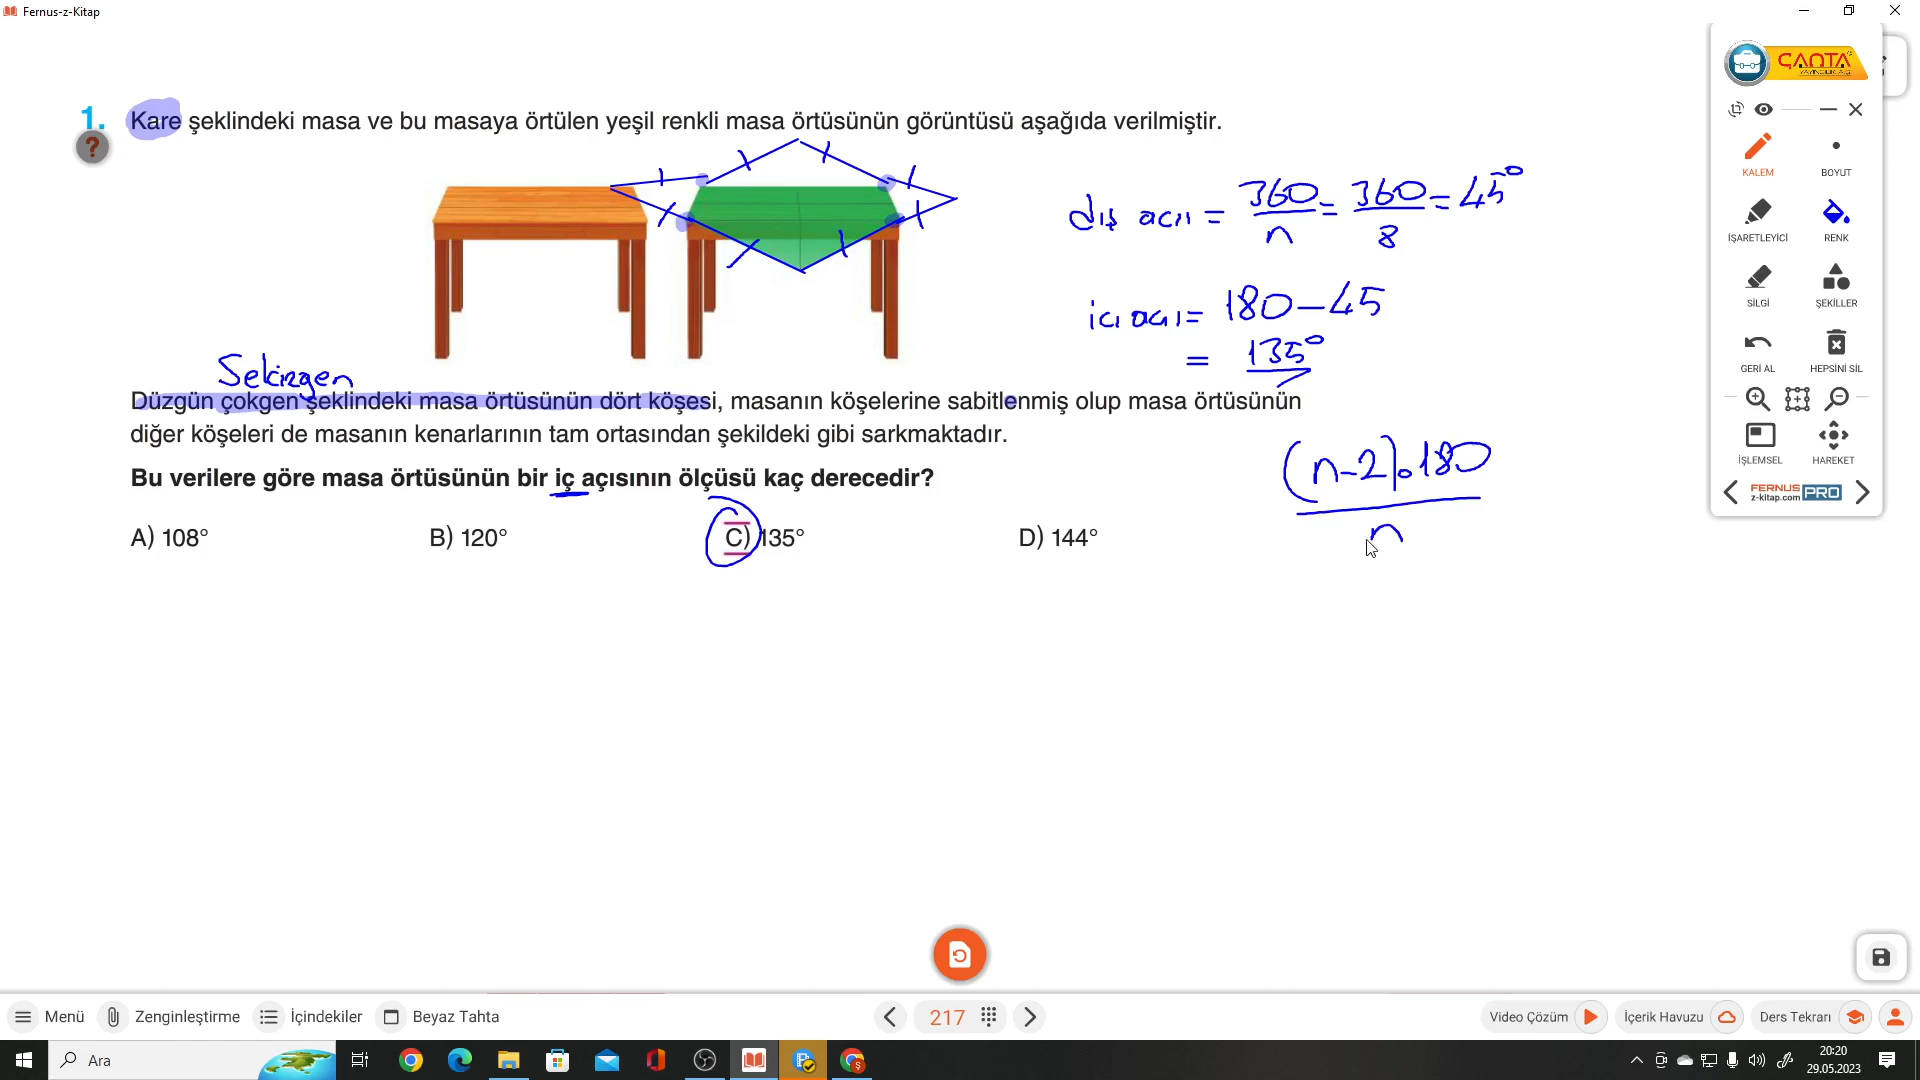 Fernus-z-Kitap
ÇANTA
YAYINCILIK A.Ş.
1. Kare şeklindeki masa ve bu masaya örtülen yeşil renkli masa örtüsünün görüntüsü aşağıda verilmiştir.
?
dış açı = 360/n = 360/8 = 45°
iç açı = 180-45
= 135°
Sekizgen
Düzgün çokgen şeklindeki masa örtüsünün dört köşesi, masanın köşelerine sabitlenmiş olup masa örtüsünün
diğer köşeleri de masanın kenarlarının tam ortasından şekildeki gibi sarkmaktadır.
Bu verilere göre masa örtüsünün bir iç açısının ölçüsü kaç derecedir?
(n-2).180
n
A) 108° B) 120° C) 135° D) 144°
KALEM BOYUT
İŞARETLEYİCİ RENK
SİLGİ ŞEKİLLER
GERİ AL HEPSİNİ SİL
İŞLEMSEL HAREKET
FERNUS
z-kitap.com PRO
Menü Zenginleştirme İçindekiler Beyaz Tahta 217 Video Çözüm İçerik Havuzu Ders Tekrarı
Ara
20:20
29.05.2023